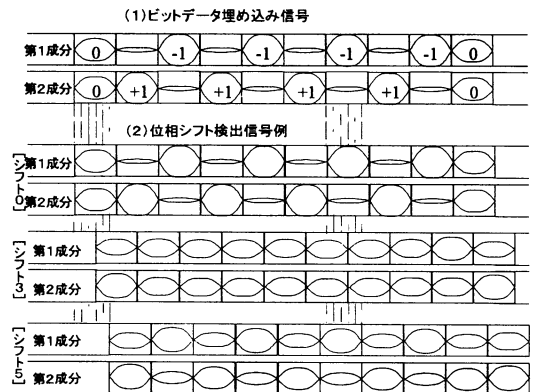 (1)ビットデータ埋め込み信号
第1成分 0 -1 -1 -1 -1 0
第2成分 0 +1 +1 +1 +1 0
(2)位相シフト検出信号例
[シフト0]
第1成分
第2成分
[シフト3]
第1成分
第2成分
[シフト5]
第1成分
第2成分